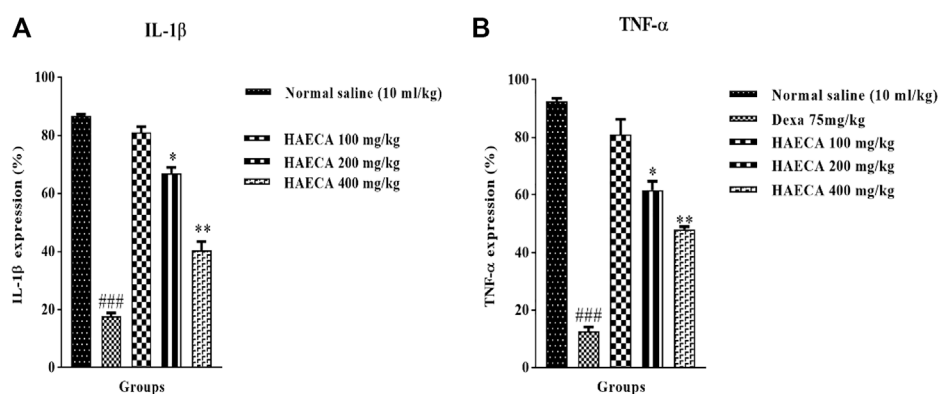 A
IL-1β
IL-1β expression (%)
100
80
60
40
20
0
###
*
**
Groups
Normal saline (10 ml/kg)
HAECA 100 mg/kg
HAECA 200 mg/kg
HAECA 400 mg/kg
B
TNF-α
TNF-α expression (%)
100
80
60
40
20
0
###
*
**
Groups
Normal saline (10 ml/kg)
Dexa 75mg/kg
HAECA 100 mg/kg
HAECA 200 mg/kg
HAECA 400 mg/kg